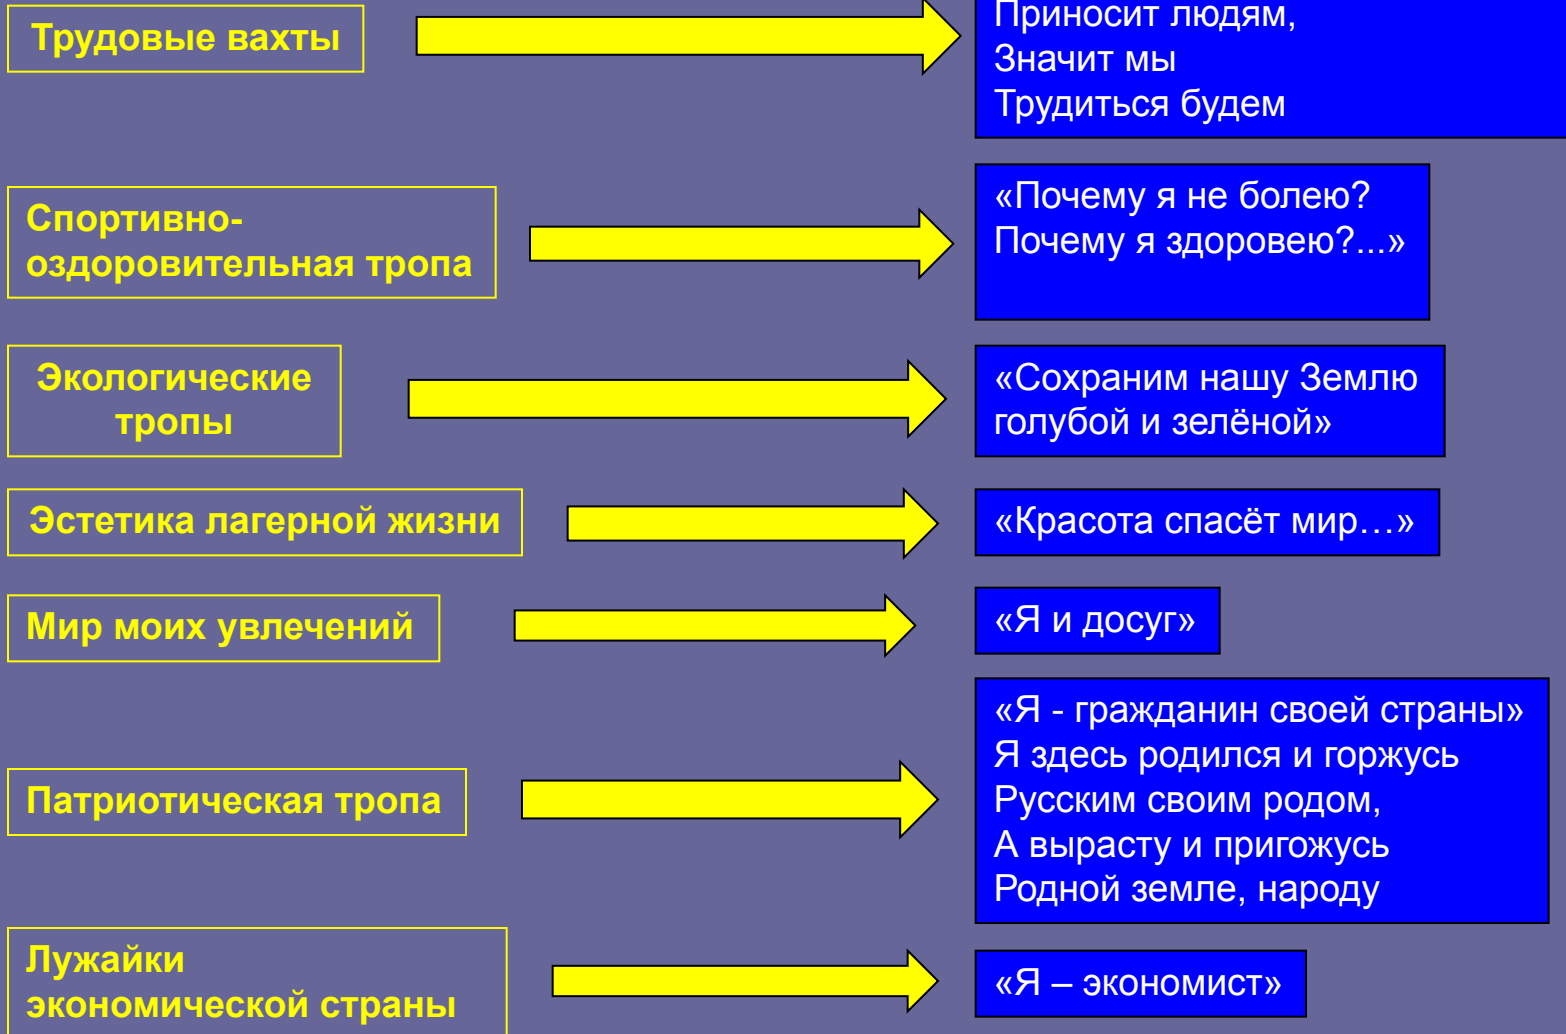 Трудовые вахты
Приносит людям,
Значит мы
Трудиться будем
Спортивно-
оздоровительная тропа
«Почему я не болею?
Почему я здоровею?...»
Экологические
тропы
«Сохраним нашу Землю
голубой и зелёной»
Эстетика лагерной жизни
«Красота спасёт мир…»
Мир моих увлечений
«Я и досуг»
Патриотическая тропа
«Я - гражданин своей страны»
Я здесь родился и горжусь
Русским своим родом,
А вырасту и пригожусь
Родной земле, народу
Лужайки
экономической страны
«Я – экономист»